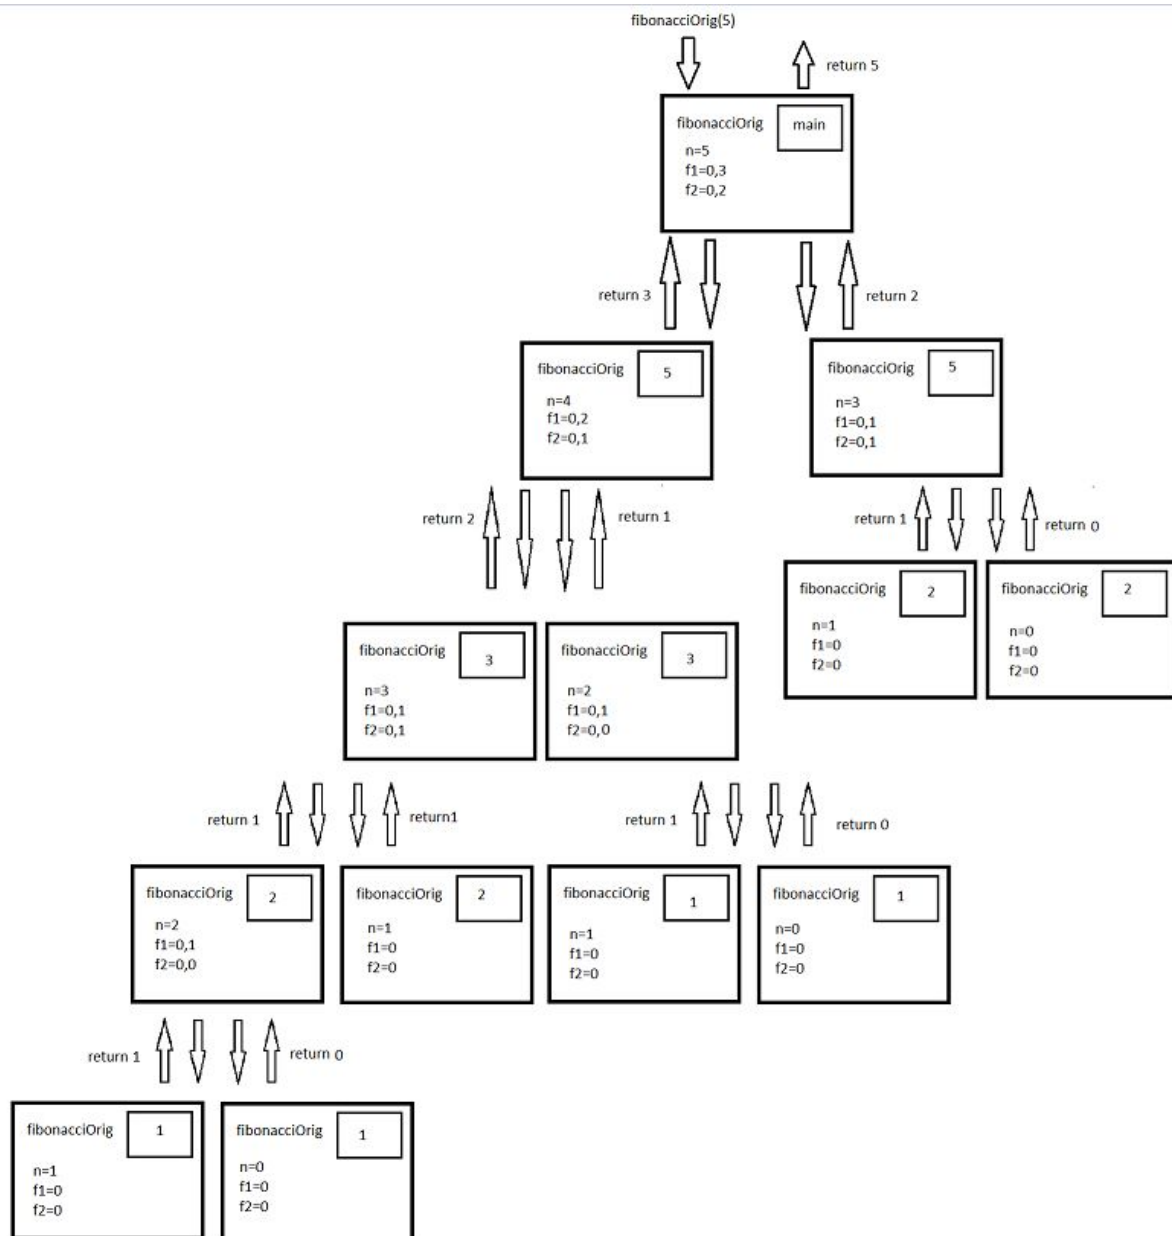 fibonacciOrig(5)
return 5
fibonacciOrig
main
n=5
f1=0,3
f2=0,2
return 3
return 2
fibonacciOrig
5
n=4
f1=0,2
f2=0,1
fibonacciOrig
5
n=3
f1=0,1
f2=0,1
return 2
return 1
return 1
return 0
fibonacciOrig
2
n=1
f1=0
f2=0
fibonacciOrig
2
n=0
f1=0
f2=0
fibonacciOrig
3
n=3
f1=0,1
f2=0,1
fibonacciOrig
3
n=2
f1=0,1
f2=0,0
return 1
return1
return 1
return 0
fibonacciOrig
2
n=2
f1=0,1
f2=0,0
fibonacciOrig
2
n=1
f1=0
f2=0
fibonacciOrig
1
n=1
f1=0
f2=0
fibonacciOrig
1
n=0
f1=0
f2=0
return 1
return 0
fibonacciOrig
1
n=1
f1=0
f2=0
fibonacciOrig
1
n=0
f1=0
f2=0